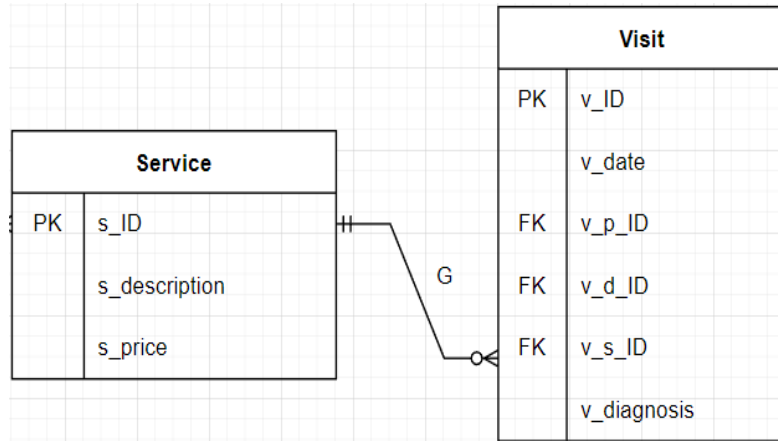 Service
PK s_ID
s_description
s_price
G
Visit
PK v_ID
v_date
FK v_p_ID
FK v_d_ID
FK v_s_ID
v_diagnosis